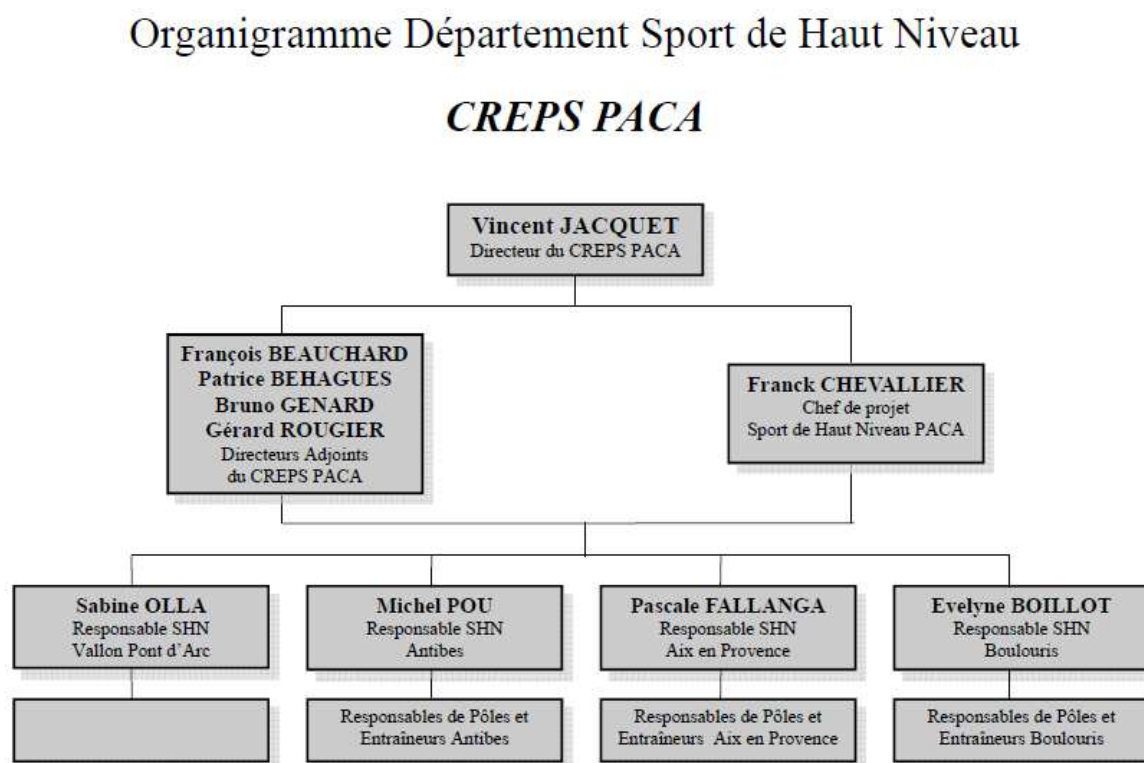 Organigramme Département Sport de Haut Niveau
CREPS PACA
Vincent JACQUET
Directeur du CREPS PACA
François BEAUCHARD
Patrice BEHAGUES
Bruno GENARD
Gérard ROUGIER
Directeurs Adjoints
du CREPS PACA
Franck CHEVALLIER
Chef de projet
Sport de Haut Niveau PACA
Sabine OLLA
Responsable SHN
Vallon Pont d'Arc
Michel POU
Responsable SHN
Antibes
Pascale FALLANGA
Responsable SHN
Aix en Provence
Evelyne BOILLOT
Responsable SHN
Boulouris
Responsables de Pôles et
Entraîneurs Antibes
Responsables de Pôles et
Entraîneurs Aix en Provence
Responsables de Pôles et
Entraîneurs Boulouris